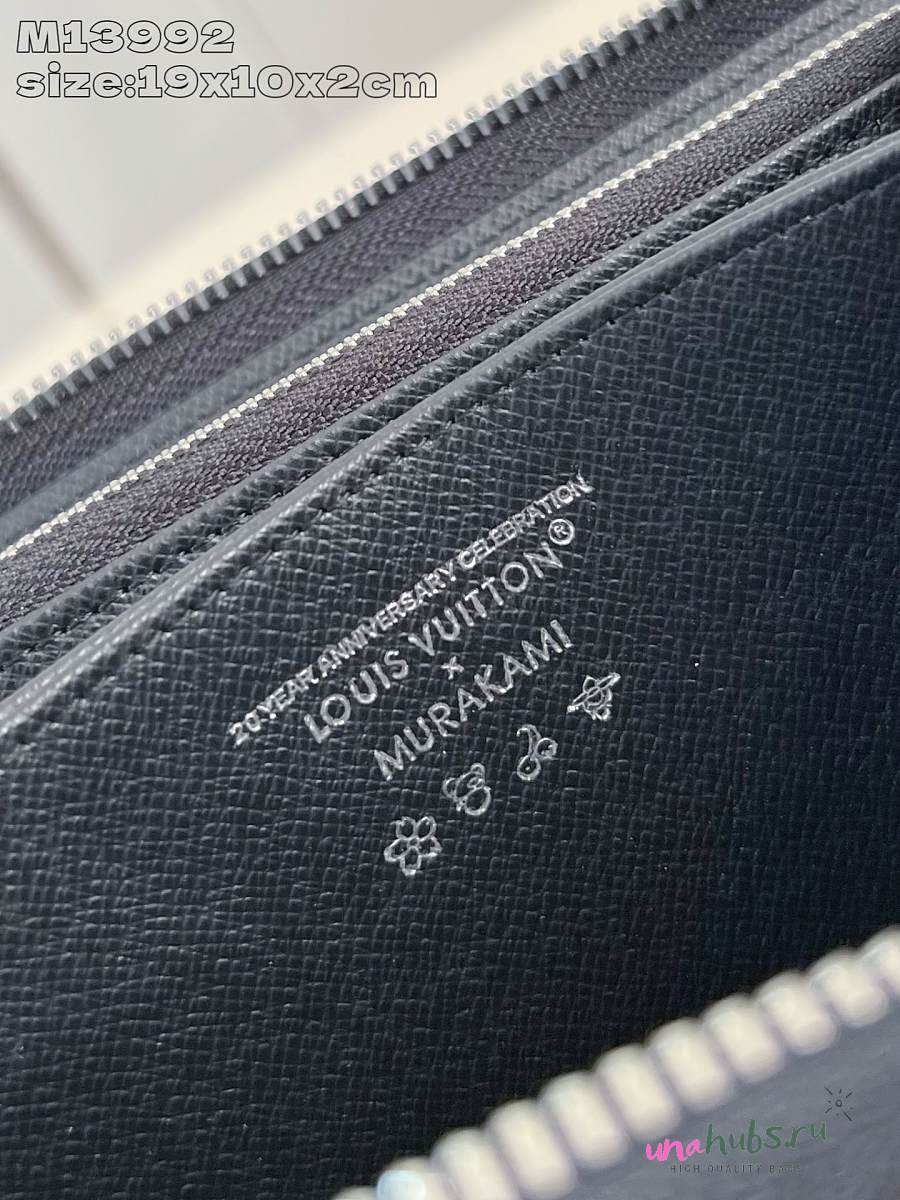 M13992
size:19x10x2cm
20 YEAR ANNIVERSARY CELEBRATION
LOUIS VUITTON®
×
MURAKAMI
unahubs.ru
HIGH QUALITY BAGS